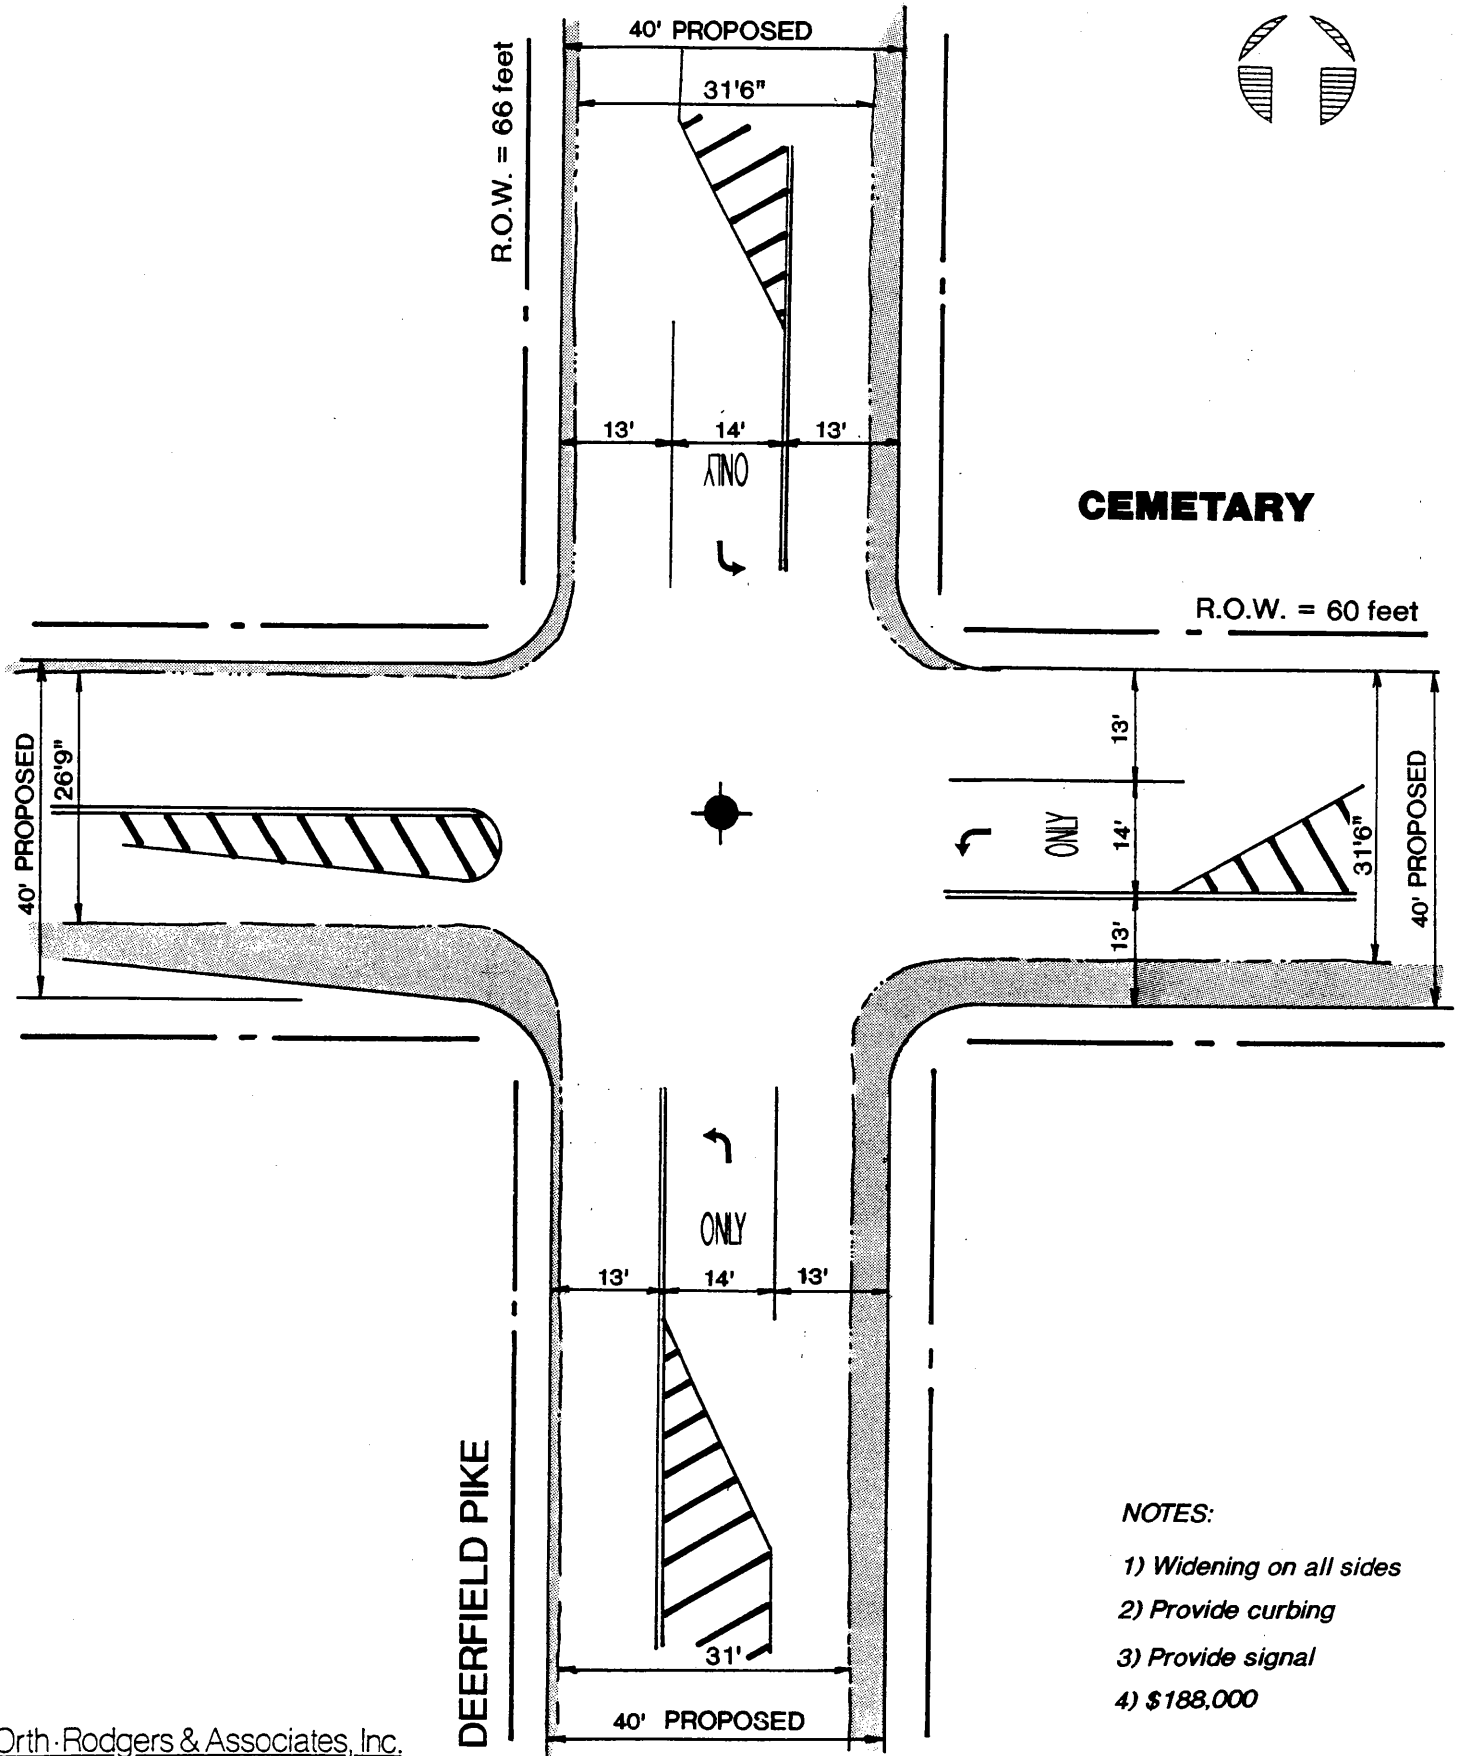 40' PROPOSED
R.O.W. = 66 feet
31'6"
13' 14' 13'
ONLY
CEMETARY
R.O.W. = 60 feet
40' PROPOSED
26'9"
13'
14'
13'
ONLY
31'6"
40' PROPOSED
ONLY
13' 14' 13'
DEERFIELD PIKE
31'
40' PROPOSED
NOTES:
1) Widening on all sides
2) Provide curbing
3) Provide signal
4) $188,000
Orth·Rodgers & Associates, Inc.